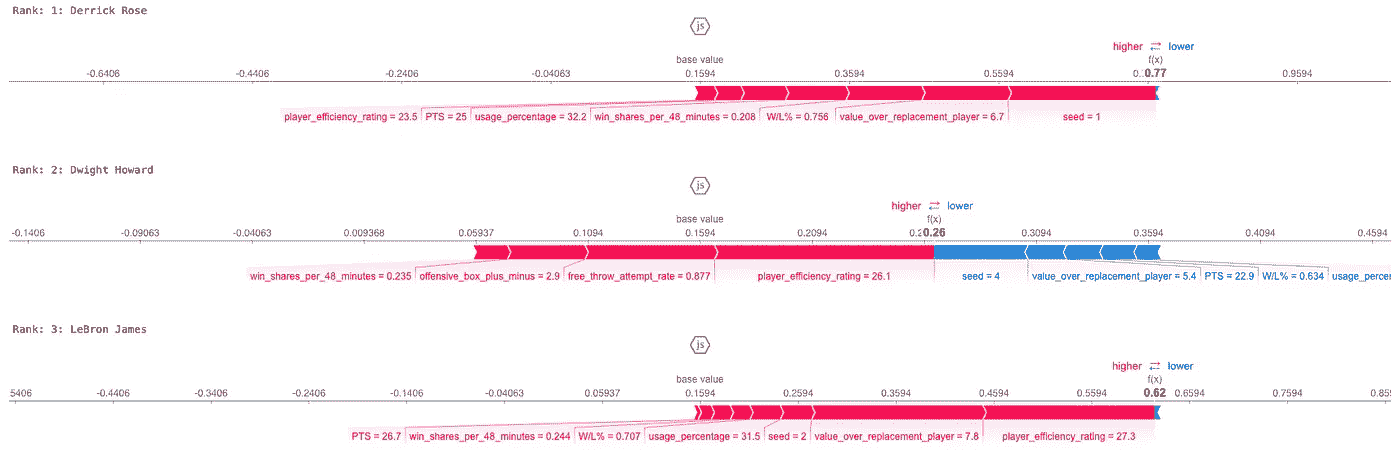 Rank: 1: Derrick Rose
js
higher lower
base value f(x)
-0.6406 -0.4406 -0.2406 -0.04063 0.1594 0.3594 0.5594 0.77 0.9594
player_efficiency_rating = 23.5 PTS = 25 usage_percentage = 32.2 win_shares_per_48_minutes = 0.208 W/L% = 0.756 value_over_replacement_player = 6.7 seed = 1
Rank: 2: Dwight Howard
js
higher lower
base value f(x)
-0.1406 -0.09063 -0.04063 0.009368 0.05937 0.1094 0.1594 0.2094 0.26 0.3094 0.3594 0.4094 0.4594
win_shares_per_48_minutes = 0.235 offensive_box_plus_minus = 2.9 free_throw_attempt_rate = 0.877 player_efficiency_rating = 26.1 seed = 4 value_over_replacement_player = 5.4 PTS = 22.9 W/L% = 0.634 usage_percen
Rank: 3: LeBron James
js
higher lower
base value f(x)
5406 -0.4406 -0.3406 -0.2406 -0.1406 -0.04063 0.05937 0.1594 0.2594 0.3594 0.4594 0.5594 0.62 0.6594 0.7594 0.859
PTS = 26.7 win_shares_per_48_minutes = 0.244 W/L% = 0.707 usage_percentage = 31.5 seed = 2 value_over_replacement_player = 7.8 player_efficiency_rating = 27.3